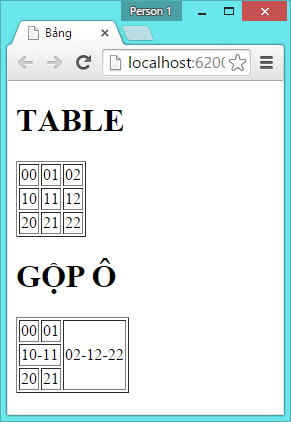 Person 1
Bảng
localhost:6200
TABLE
00 01 02
10 11 12
20 21 22
GỘP Ô
00 01
10-11 02-12-22
20 21